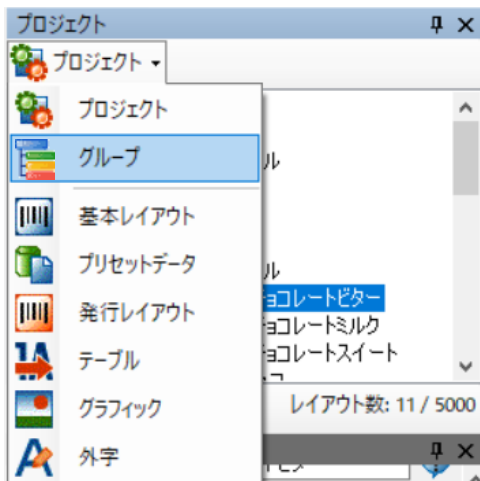 プロジェクト
プロジェクト
プロジェクト
グループ
ル
基本レイアウト
プリセットデータ
ル
発行レイアウト
ョコレートビター
ョコレートミルク
テーブル
ョコレートスイート
グラフィック
レイアウト数: 11 / 5000
外字